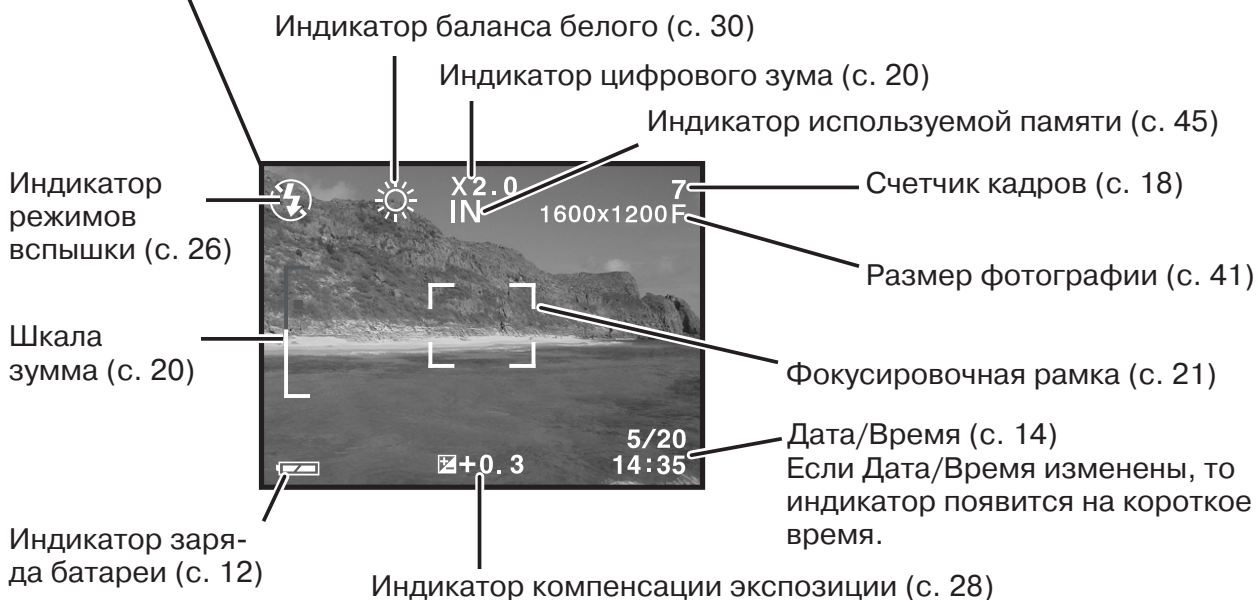 Индикатор баланса белого (с. 30)
Индикатор цифрового зума (с. 20)
Индикатор используемой памяти (с. 45)
Индикатор
режимов
вспышки (с. 26)
Шкала
зумма (с. 20)
Индикатор заря-
да батареи (с. 12)
X2.0
IN
7
1600x1200F
+0.3
5/20
14:35
Счетчик кадров (с. 18)
Размер фотографии (с. 41)
Фокусировочная рамка (с. 21)
Дата/Время (с. 14)
Если Дата/Время изменены, то
индикатор появится на короткое
время.
Индикатор компенсации экспозиции (с. 28)